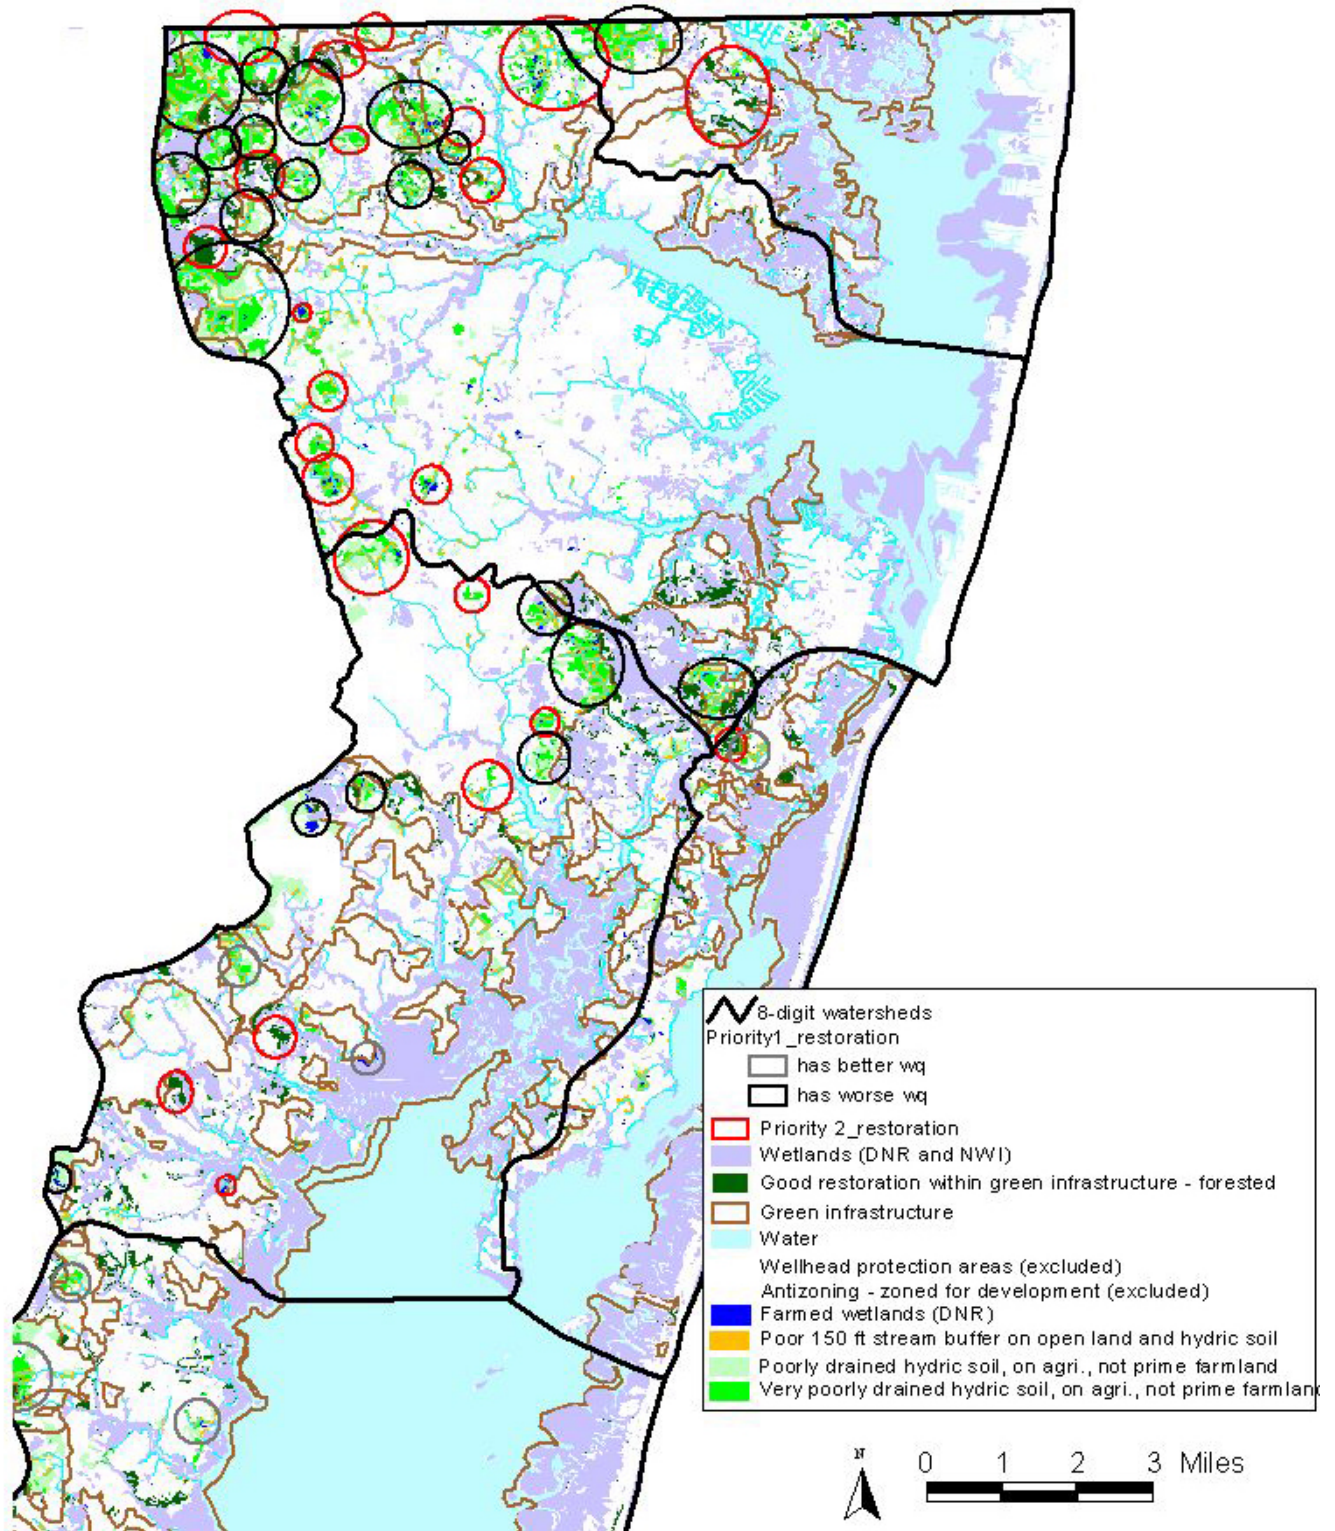 8-digit watersheds
Priority1_restoration
has better wq
has worse wq
Priority 2_restoration
Wetlands (DNR and NWI)
Good restoration within green infrastructure - forested
Green infrastructure
Water
Wellhead protection areas (excluded)
Antizoning - zoned for development (excluded)
Farmed wetlands (DNR)
Poor 150 ft stream buffer on open land and hydric soil
Poorly drained hydric soil, on agri., not prime farmland
Very poorly drained hydric soil, on agri., not prime farmland
N
0 1 2 3 Miles